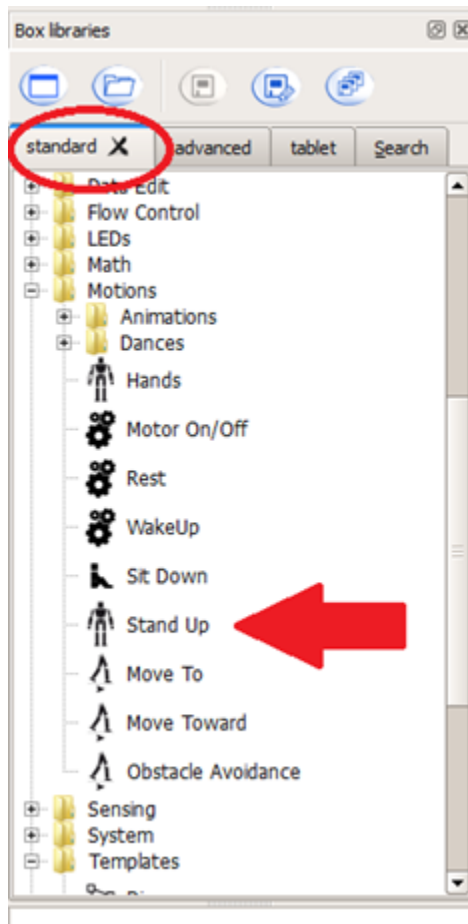 Box libraries
standard advanced tablet Search
Data Edit
Flow Control
LEDs
Math
Motions
Animations
Dances
Hands
Motor On/Off
Rest
WakeUp
Sit Down
Stand Up
Move To
Move Toward
Obstacle Avoidance
Sensing
System
Templates